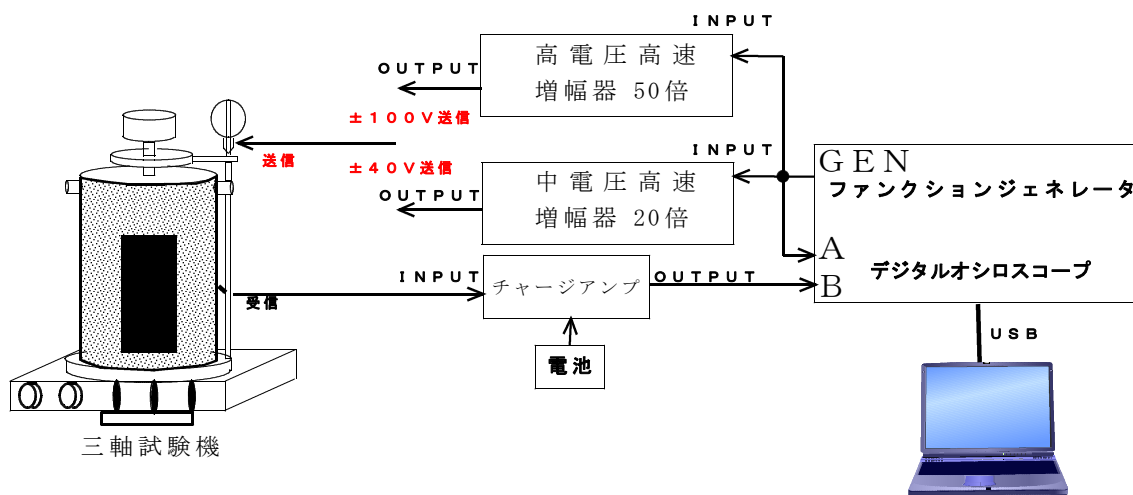 INPUT
高電圧高速
増幅器 50倍
OUTPUT
±100V送信
送信
±40V送信
INPUT
中電圧高速
増幅器 20倍
OUTPUT
GEN
ファンクションジェネレータ
A
デジタルオシロスコープ
B
INPUT
チャージアンプ
OUTPUT
受信
電池
USB
三軸試験機